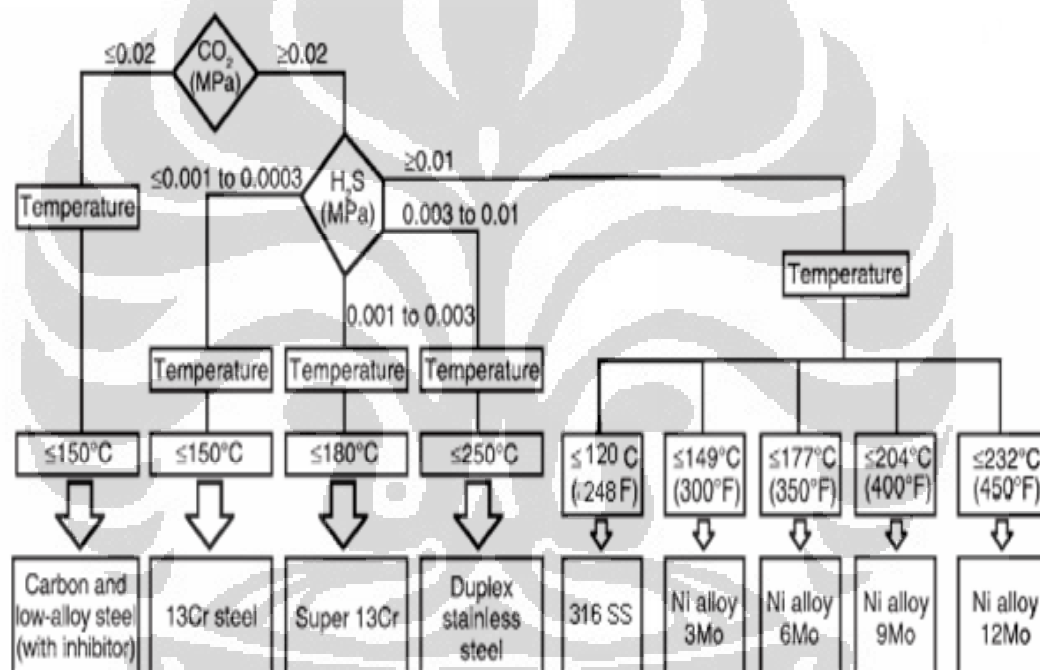 ≤0.02
CO₂
(MPa)
≥0.02
≤0.001 to 0.0003
H₂S
(MPa)
≥0.01
0.003 to 0.01
Temperature
Temperature
0.001 to 0.003
Temperature
Temperature
Temperature
≤150°C
≤150°C
≤180°C
≤250°C
≤120 C
(248F)
≤149°C
(300°F)
≤177°C
(350°F)
≤204°C
(400°F)
≤232°C
(450°F)
Carbon and
low-alloy steel
(with inhibitor)
13Cr steel
Super 13Cr
Duplex
stainless
steel
316 SS
Ni alloy
3Mo
Ni alloy
6Mo
Ni alloy
9Mo
Ni alloy
12Mo